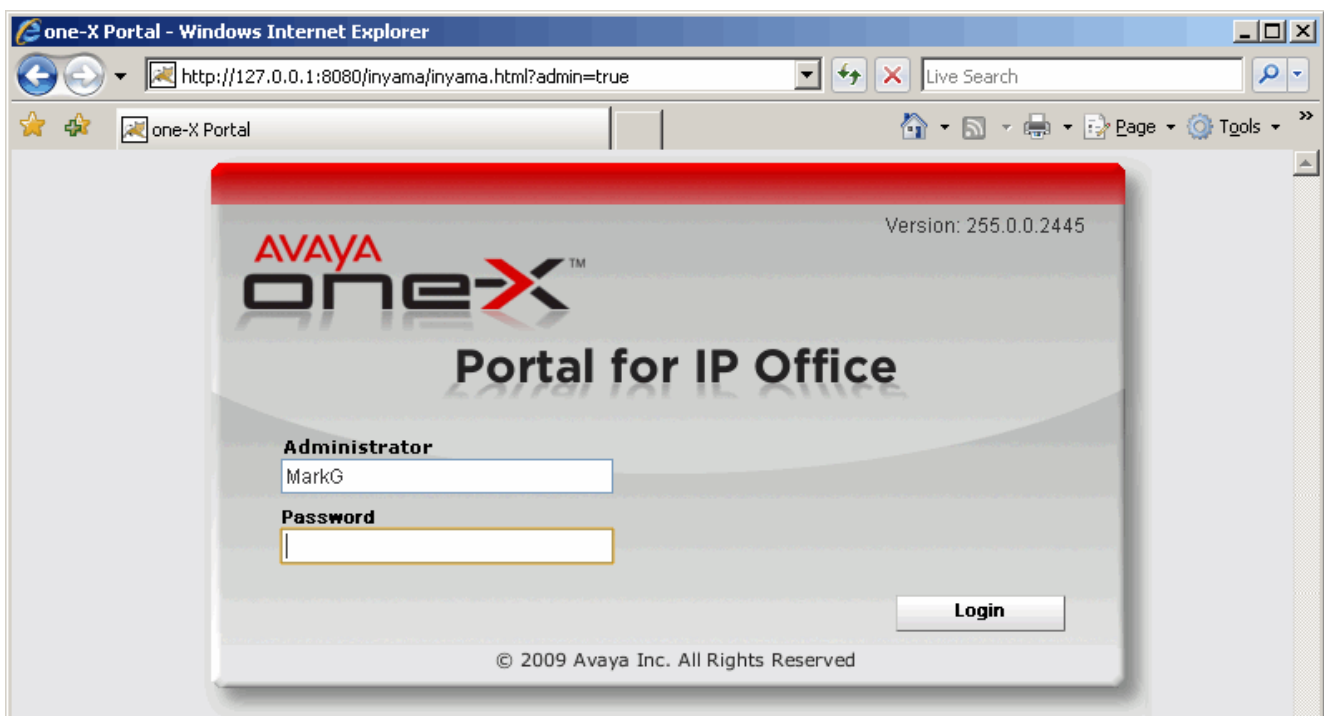 one-X Portal - Windows Internet Explorer
http://127.0.0.1:8080/inyama/inyama.html?admin=true
Live Search
one-X Portal
Page
Tools
»
Version: 255.0.0.2445
AVAYA
one-X™
Portal for IP Office
Administrator
MarkG
Password
Login
© 2009 Avaya Inc. All Rights Reserved